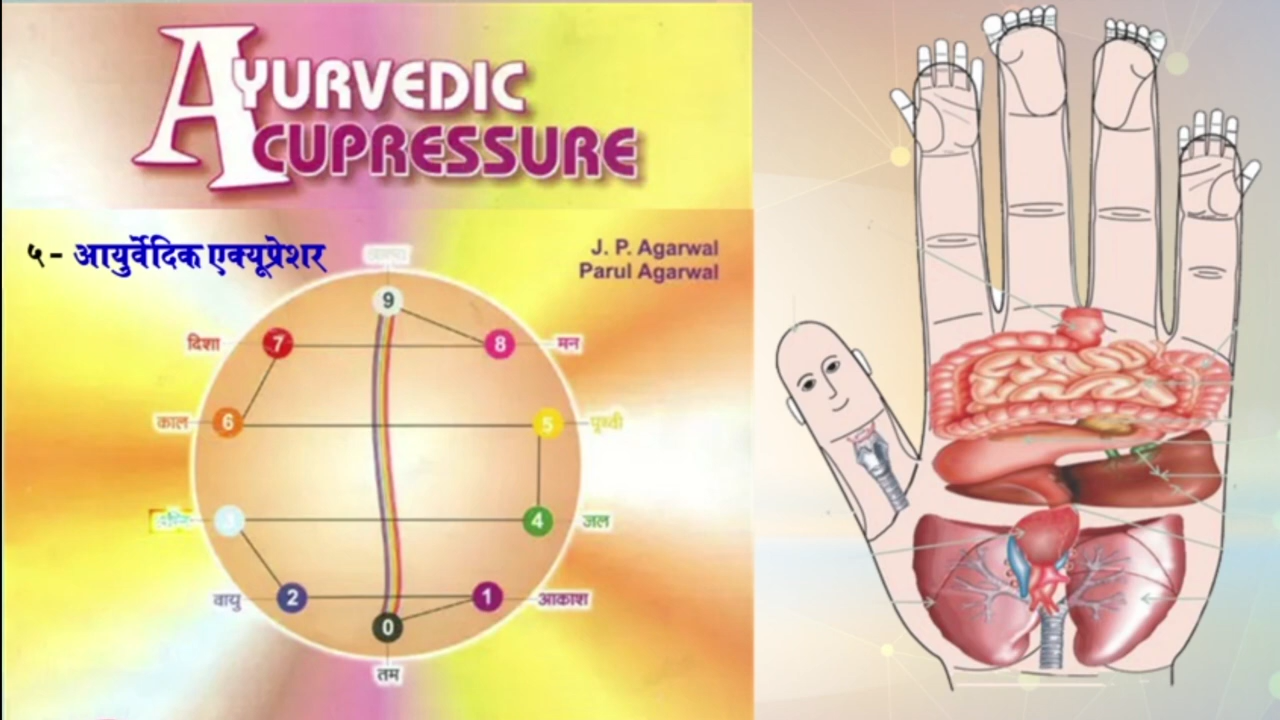 AYURVEDIC
ACUPRESSURE
५- आयुर्वेदिक एक्यूप्रेशर
J. P. Agarwal
Parul Agarwal
9
दिशा 7 8 मन
काल 6 5 पृथ्वी
3 4 जल
वायु 2 1 आकाश
0
तम